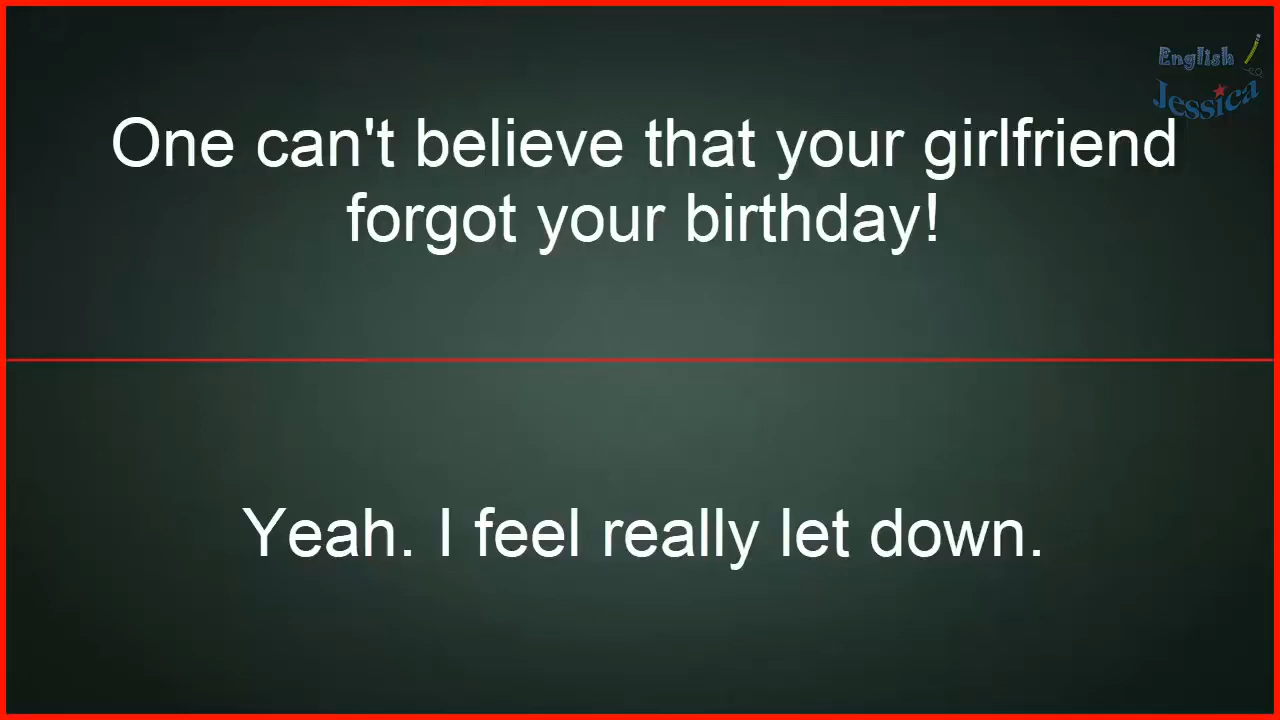 English
Jessica
One can't believe that your girlfriend
forgot your birthday!
Yeah. I feel really let down.